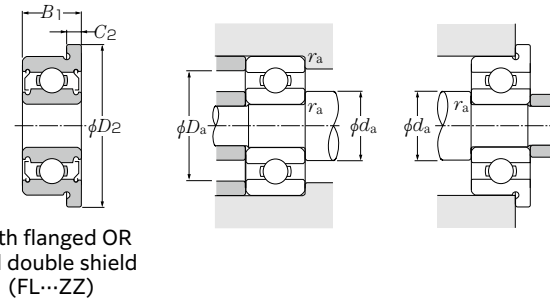 B1
C2
φD2
ra
ra
φDa
φda
φda
ra
th flanged OR
d double shield
(FL···ZZ)